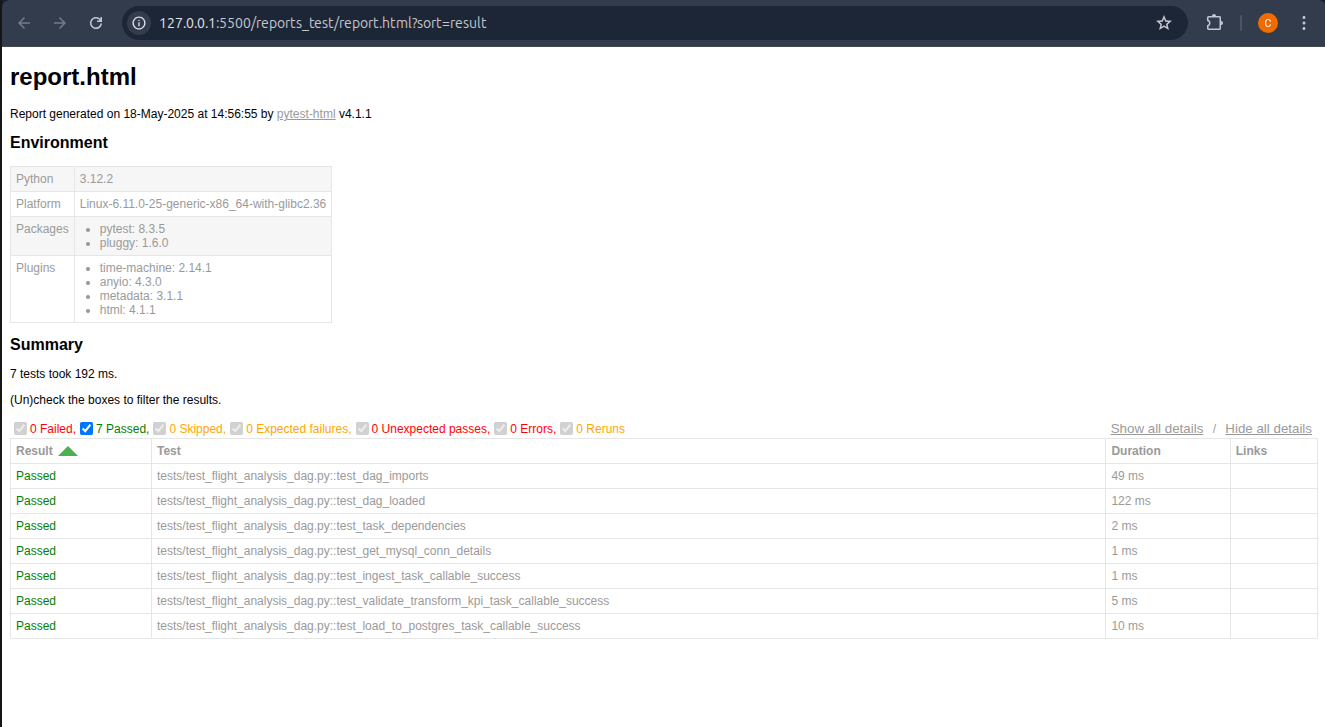 127.0.0.1:5500/reports_test/report.html?sort=result
C
report.html
Report generated on 18-May-2025 at 14:56:55 by pytest-html v4.1.1
Environment
Python 3.12.2
Platform Linux-6.11.0-25-generic-x86_64-with-glibc2.36
Packages
pytest: 8.3.5
pluggy: 1.6.0
Plugins
time-machine: 2.14.1
anyio: 4.3.0
metadata: 3.1.1
html: 4.1.1
Summary
7 tests took 192 ms.
(Un)check the boxes to filter the results.
0 Failed, 7 Passed, 0 Skipped, 0 Expected failures, 0 Unexpected passes, 0 Errors, 0 Reruns Show all details / Hide all details
Result Test Duration Links
Passed tests/test_flight_analysis_dag.py::test_dag_imports 49 ms
Passed tests/test_flight_analysis_dag.py::test_dag_loaded 122 ms
Passed tests/test_flight_analysis_dag.py::test_task_dependencies 2 ms
Passed tests/test_flight_analysis_dag.py::test_get_mysql_conn_details 1 ms
Passed tests/test_flight_analysis_dag.py::test_ingest_task_callable_success 1 ms
Passed tests/test_flight_analysis_dag.py::test_validate_transform_kpi_task_callable_success 5 ms
Passed tests/test_flight_analysis_dag.py::test_load_to_postgres_task_callable_success 10 ms